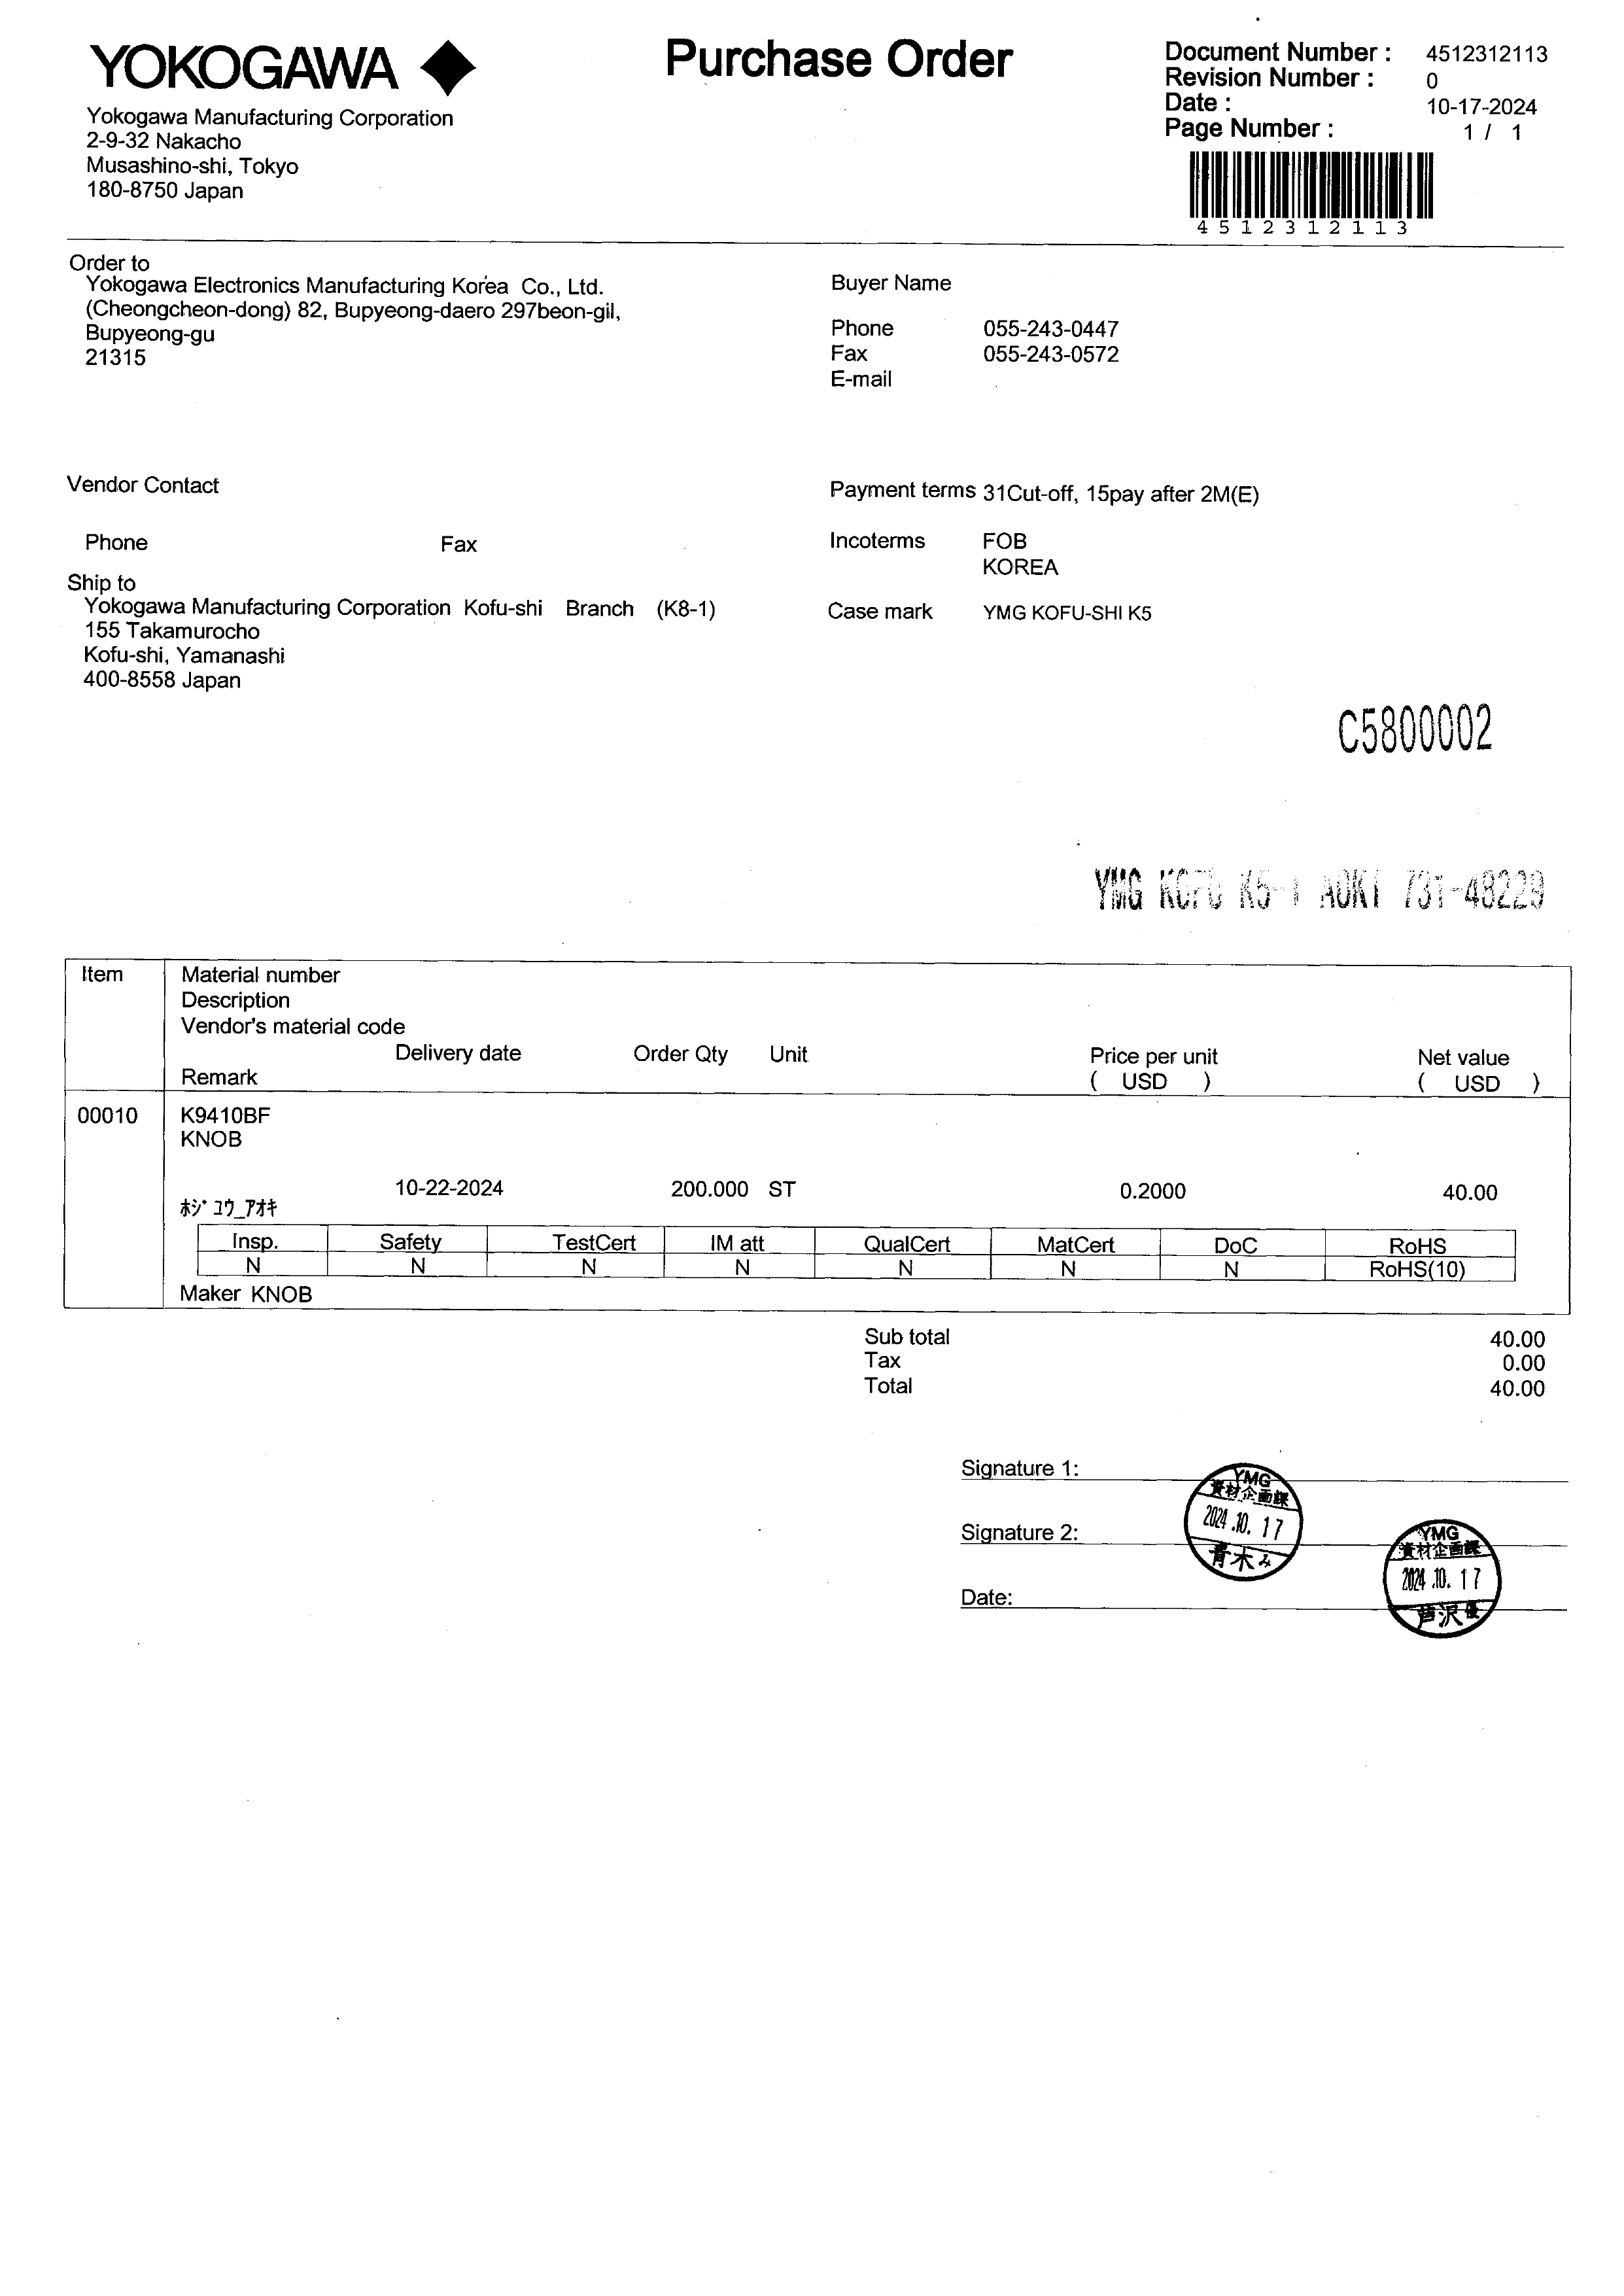 YOKOGAWA
Purchase Order
Document Number : 4512312113
Revision Number : 0
Date : 10-17-2024
Page Number : 1 / 1
4512312113
Yokogawa Manufacturing Corporation
2-9-32 Nakacho
Musashino-shi, Tokyo
180-8750 Japan
Order to
Yokogawa Electronics Manufacturing Korea Co., Ltd.
(Cheongcheon-dong) 82, Bupyeong-daero 297beon-gil,
Bupyeong-gu
21315
Buyer Name
Phone 055-243-0447
Fax 055-243-0572
E-mail
Vendor Contact
Phone Fax
Payment terms 31Cut-off, 15pay after 2M(E)
Incoterms FOB
KOREA
Ship to
Yokogawa Manufacturing Corporation Kofu-shi Branch (K8-1)
155 Takamurocho
Kofu-shi, Yamanashi
400-8558 Japan
Case mark YMG KOFU-SHI K5
C5800002
YMG KOFU K5-1 AOKI 731-48229
Item Material number
Description
Vendor's material code
Delivery date Order Qty Unit Price per unit Net value
Remark ( USD ) ( USD )
00010 K9410BF
KNOB
10-22-2024 200.000 ST 0.2000 40.00
ﾎｼﾞｺｳ_ｱｵｷ
Insp. Safety TestCert IM att QualCert MatCert DoC RoHS
N N N N N N N RoHS(10)
Maker KNOB
Sub total 40.00
Tax 0.00
Total 40.00
Signature 1:
Signature 2:
Date:
YMG
資材企画課
2024.10.17
青木み
YMG
資材企画課
2024.10.17
芦沢優